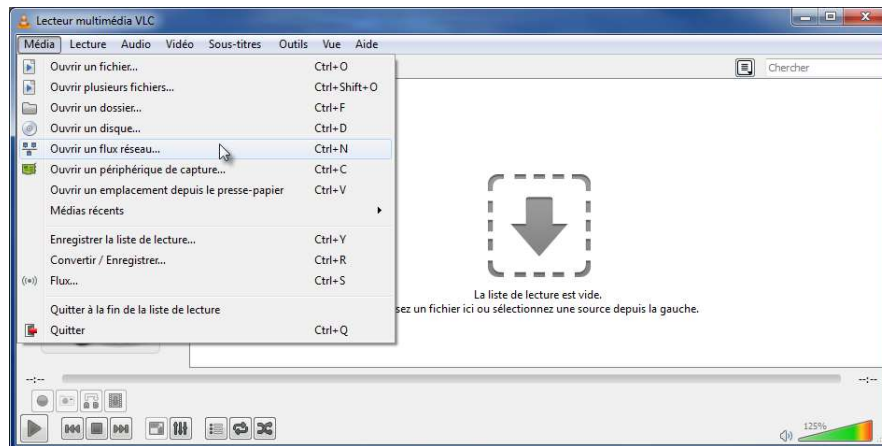 Lecteur multimédia VLC
Média Lecture Audio Vidéo Sous-titres Outils Vue Aide
Ouvrir un fichier... Ctrl+O
Ouvrir plusieurs fichiers... Ctrl+Shift+O
Ouvrir un dossier... Ctrl+F
Ouvrir un disque... Ctrl+D
Ouvrir un flux réseau... Ctrl+N
Ouvrir un périphérique de capture... Ctrl+C
Ouvrir un emplacement depuis le presse-papier Ctrl+V
Médias récents
Enregistrer la liste de lecture... Ctrl+Y
Convertir / Enregistrer... Ctrl+R
Flux... Ctrl+S
Quitter à la fin de la liste de lecture
Quitter Ctrl+Q
Chercher
La liste de lecture est vide.
sez un fichier ici ou sélectionnez une source depuis la gauche.
--:-- --:--
125%